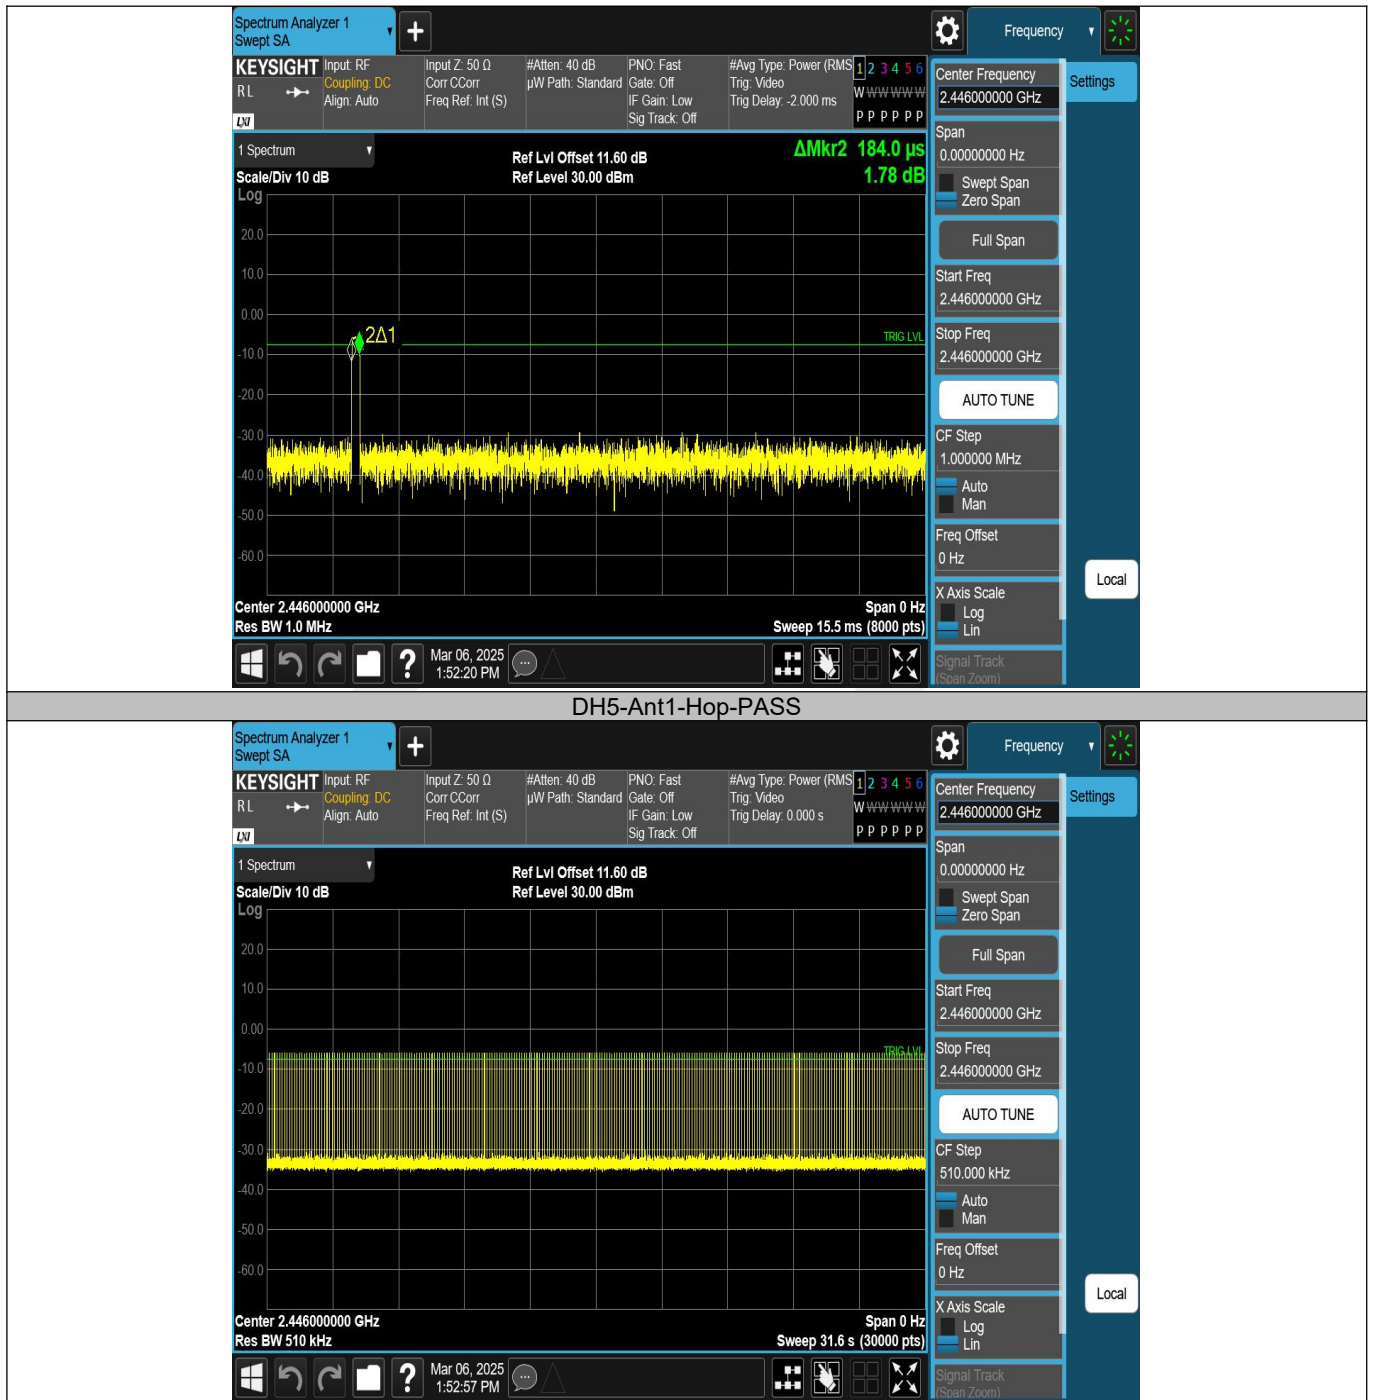 Spectrum Analyzer 1
Swept SA
+
Frequency
KEYSIGHT
RL
LXI
Input: RF
Coupling: DC
Align: Auto
Input Z: 50 Ω
Corr CCorr
Freq Ref: Int (S)
#Atten: 40 dB
µW Path: Standard
PNO: Fast
Gate: Off
IF Gain: Low
Sig Track: Off
#Avg Type: Power (RMS
Trig: Video
Trig Delay: -2.000 ms
1 2 3 4 5 6
W W W W W W
P P P P P P
Center Frequency
2.446000000 GHz
Settings
1 Spectrum
Scale/Div 10 dB
Log
Ref Lvl Offset 11.60 dB
Ref Level 30.00 dBm
ΔMkr2 184.0 µs
1.78 dB
20.0
10.0
0.00
-10.0
-20.0
-30.0
-40.0
-50.0
-60.0
2Δ1
TRIG LVL
Span
0.00000000 Hz
Swept Span
Zero Span
Full Span
Start Freq
2.446000000 GHz
Stop Freq
2.446000000 GHz
AUTO TUNE
CF Step
1.000000 MHz
Auto
Man
Freq Offset
0 Hz
X Axis Scale
Log
Lin
Signal Track
(Span Zoom)
Local
Center 2.446000000 GHz
Res BW 1.0 MHz
Span 0 Hz
Sweep 15.5 ms (8000 pts)
?
Mar 06, 2025
1:52:20 PM
DH5-Ant1-Hop-PASS
Spectrum Analyzer 1
Swept SA
+
Frequency
KEYSIGHT
RL
LXI
Input: RF
Coupling: DC
Align: Auto
Input Z: 50 Ω
Corr CCorr
Freq Ref: Int (S)
#Atten: 40 dB
µW Path: Standard
PNO: Fast
Gate: Off
IF Gain: Low
Sig Track: Off
#Avg Type: Power (RMS
Trig: Video
Trig Delay: 0.000 s
1 2 3 4 5 6
W W W W W W
P P P P P P
Center Frequency
2.446000000 GHz
Settings
1 Spectrum
Scale/Div 10 dB
Log
Ref Lvl Offset 11.60 dB
Ref Level 30.00 dBm
20.0
10.0
0.00
-10.0
-20.0
-30.0
-40.0
-50.0
-60.0
TRIG LVL
Span
0.00000000 Hz
Swept Span
Zero Span
Full Span
Start Freq
2.446000000 GHz
Stop Freq
2.446000000 GHz
AUTO TUNE
CF Step
510.000 kHz
Auto
Man
Freq Offset
0 Hz
X Axis Scale
Log
Lin
Signal Track
(Span Zoom)
Local
Center 2.446000000 GHz
Res BW 510 kHz
Span 0 Hz
Sweep 31.6 s (30000 pts)
?
Mar 06, 2025
1:52:57 PM